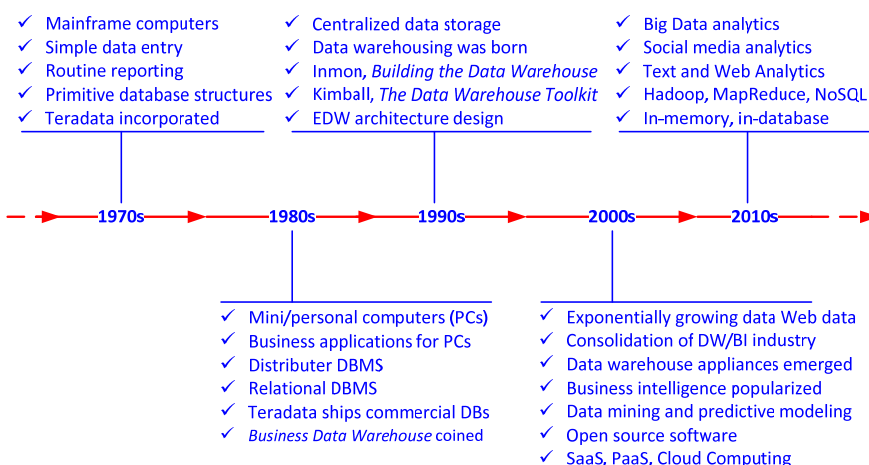 Mainframe computers
Simple data entry
Routine reporting
Primitive database structures
Teradata incorporated
Centralized data storage
Data warehousing was born
Inmon, Building the Data Warehouse
Kimball, The Data Warehouse Toolkit
EDW architecture design
Big Data analytics
Social media analytics
Text and Web Analytics
Hadoop, MapReduce, NoSQL
In-memory, in-database
1970s
1980s
1990s
2000s
2010s
Mini/personal computers (PCs)
Business applications for PCs
Distributer DBMS
Relational DBMS
Teradata ships commercial DBs
Business Data Warehouse coined
Exponentially growing data Web data
Consolidation of DW/BI industry
Data warehouse appliances emerged
Business intelligence popularized
Data mining and predictive modeling
Open source software
SaaS, PaaS, Cloud Computing